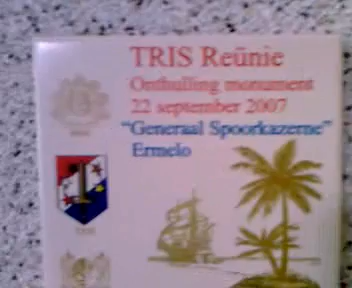 TRIS Reünie
Onthulling monument
22 september 2007
"Generaal Spoorkazerne"
Ermelo